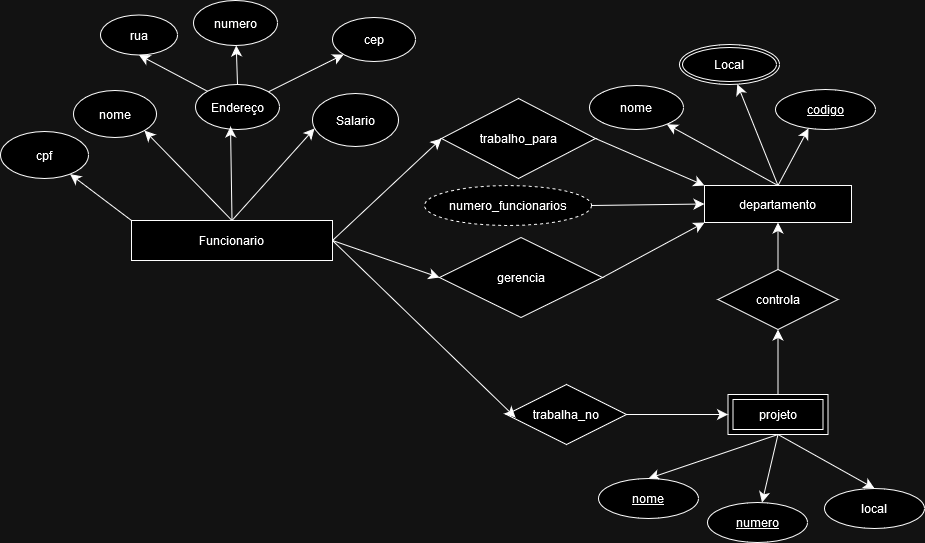 rua
numero
cep
Endereço
nome
Salario
cpf
Funcionario
trabalho_para
nome
Local
codigo
numero_funcionarios
departamento
gerencia
controla
trabalha_no
projeto
nome
numero
local